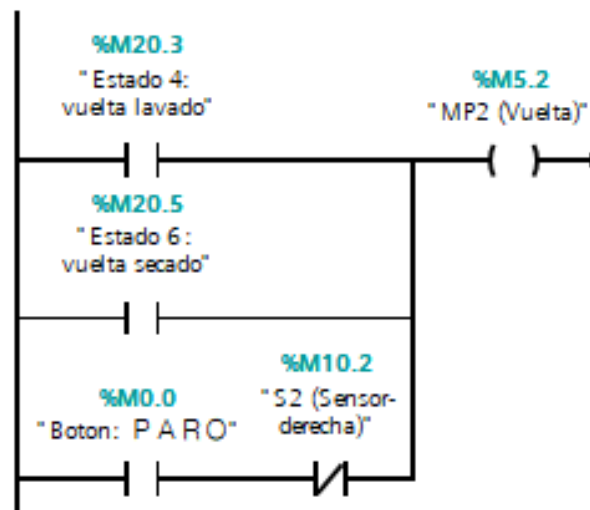 %M20.3
"Estado 4:
vuelta lavado"
%M5.2
"MP2 (Vuelta)"
%M20.5
"Estado 6:
vuelta secado"
%M10.2
"S2 (Sensor-
derecha)"
%M0.0
"Boton: PARO"